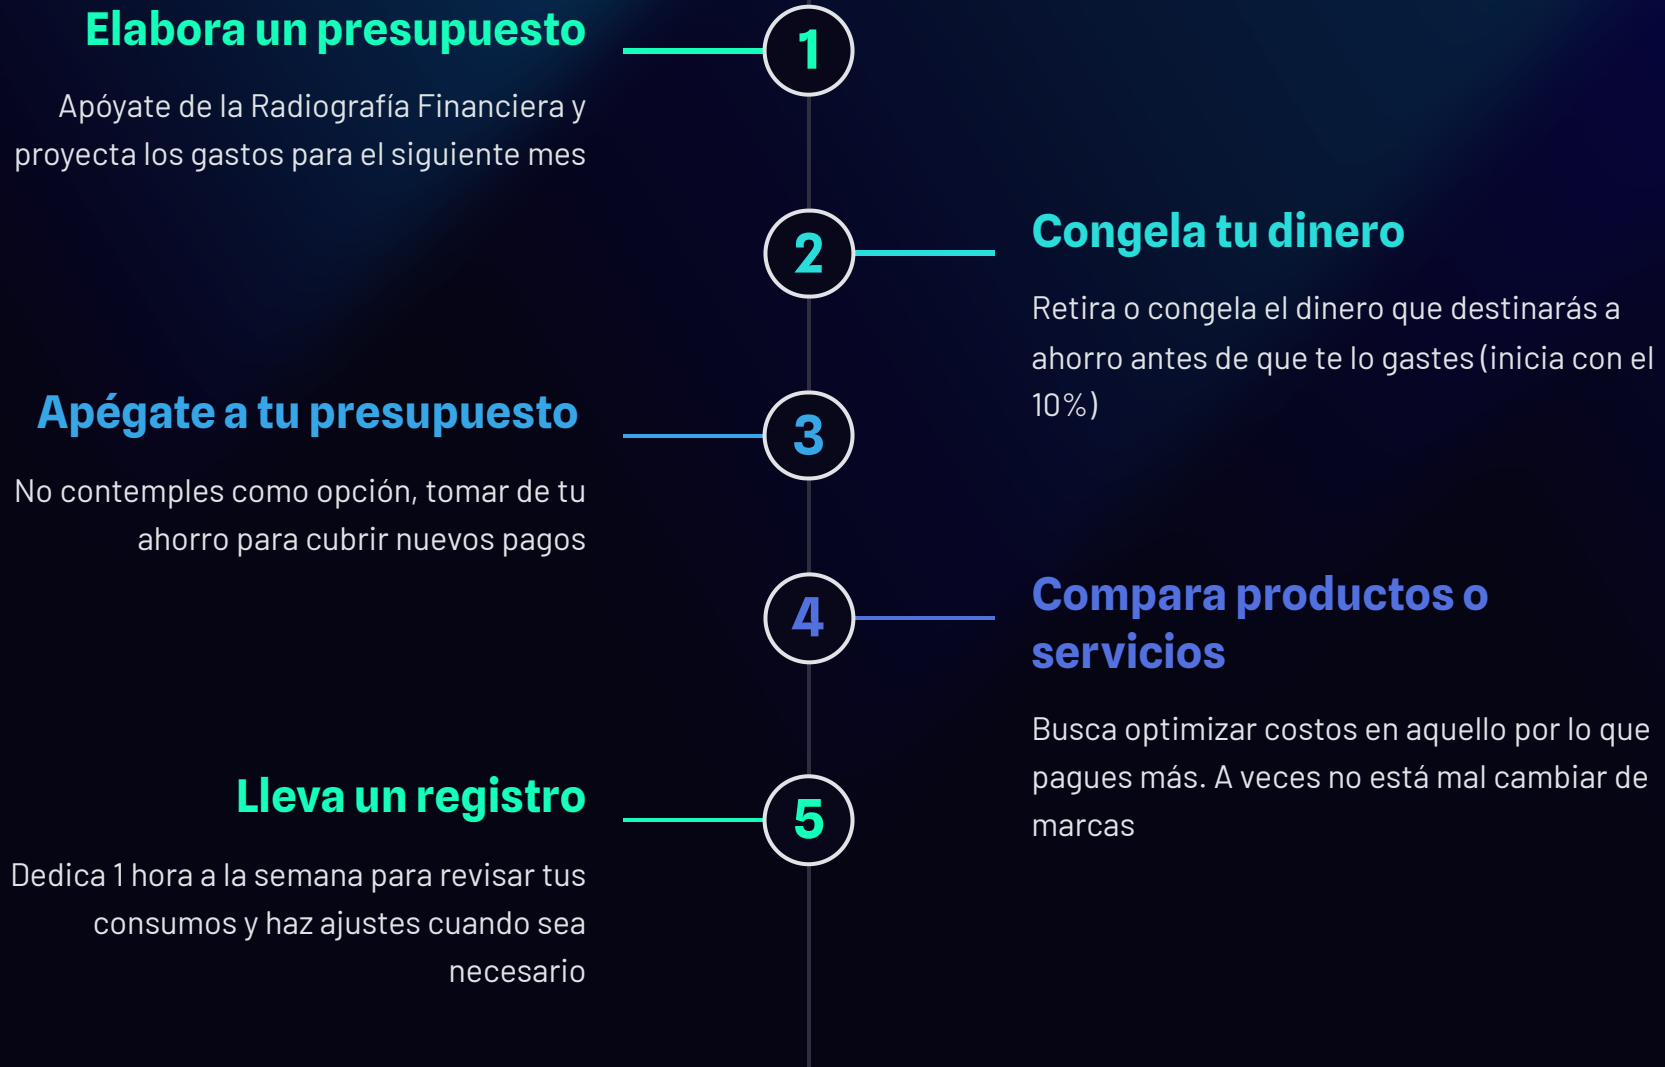 Elabora un presupuesto
1
Apóyate de la Radiografía Financiera y
proyecta los gastos para el siguiente mes
2
Congela tu dinero
Retira o congela el dinero que destinarás a
ahorro antes de que te lo gastes (inicia con el
10%)
Apégate a tu presupuesto
3
No contemples como opción, tomar de tu
ahorro para cubrir nuevos pagos
4
Compara productos o
servicios
Busca optimizar costos en aquello por lo que
pagues más. A veces no está mal cambiar de
marcas
Lleva un registro
5
Dedica 1 hora a la semana para revisar tus
consumos y haz ajustes cuando sea
necesario